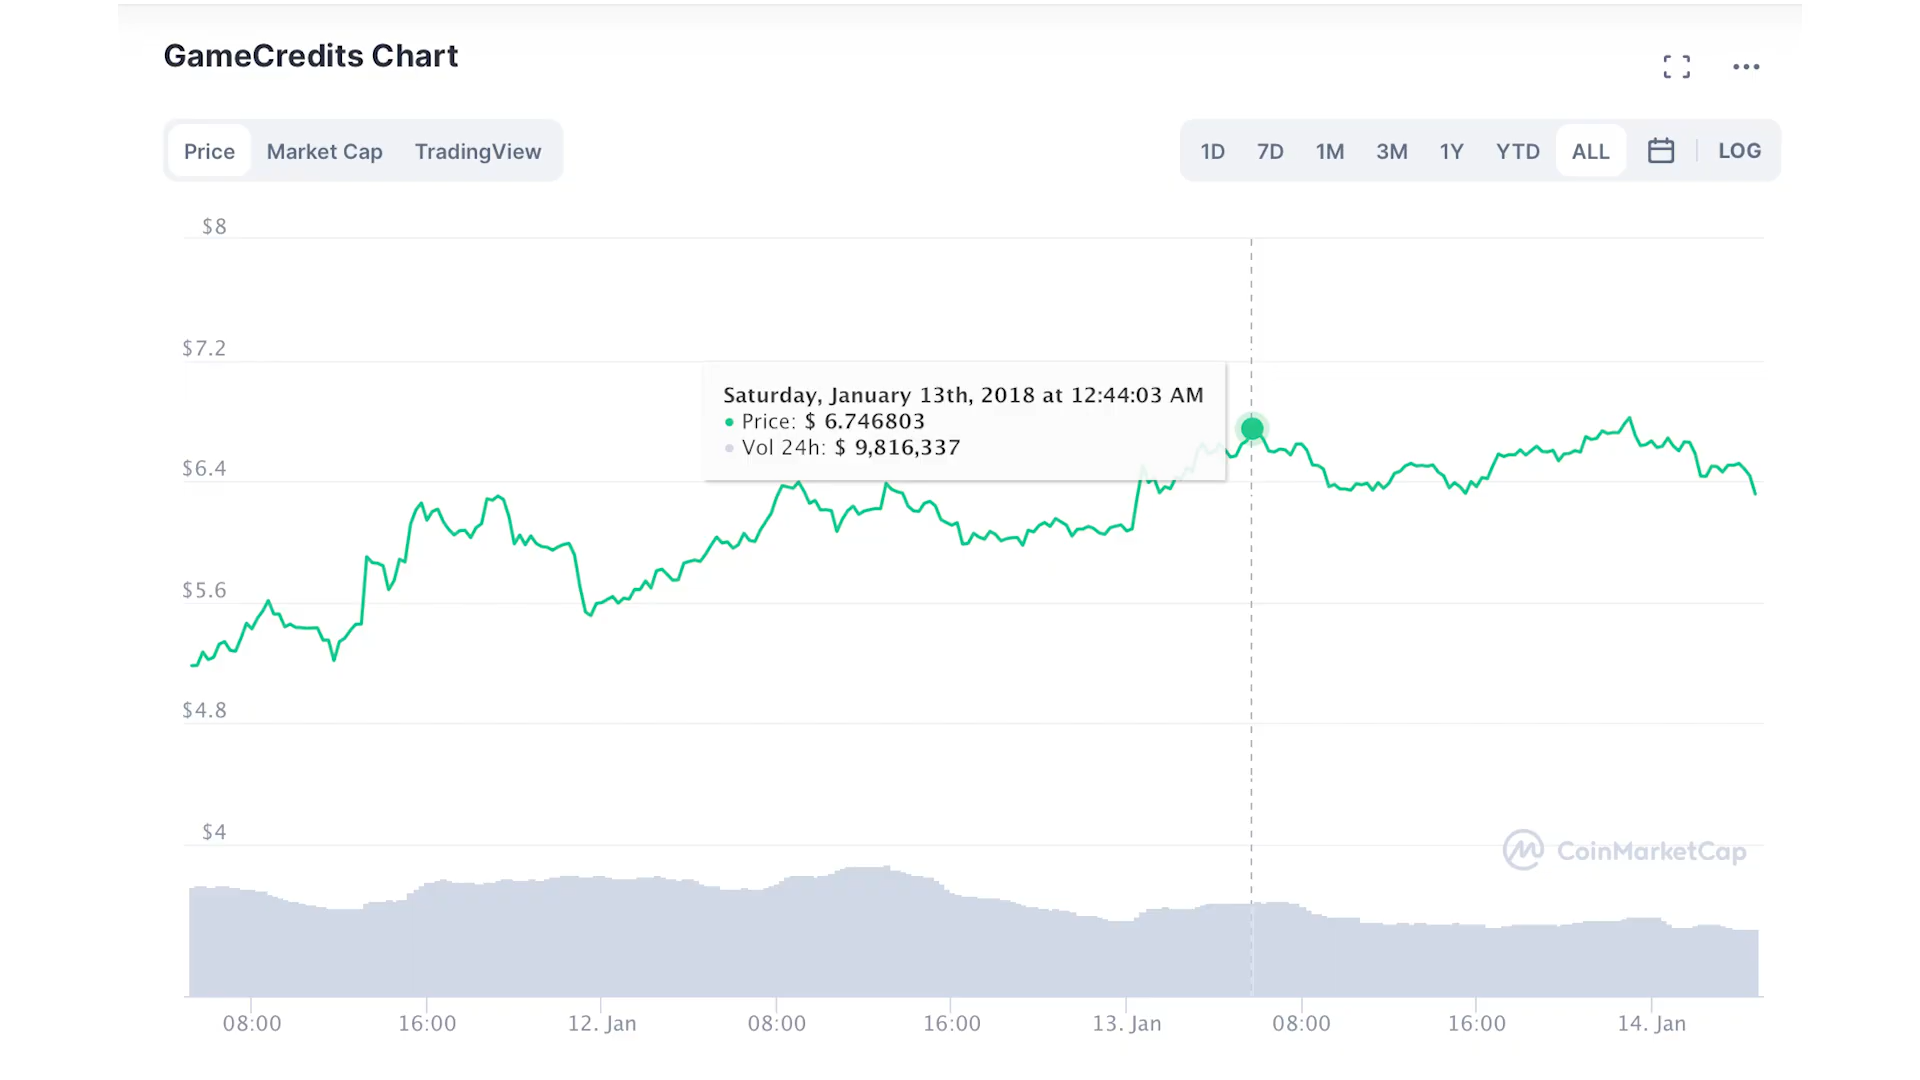 GameCredits Chart
Price Market Cap TradingView
1D 7D 1M 3M 1Y YTD ALL LOG
$8
$7.2
Saturday, January 13th, 2018 at 12:44:03 AM
Price: $ 6.746803
Vol 24h: $ 9,816,337
$6.4
$5.6
$4.8
$4
CoinMarketCap
08:00 16:00 12. Jan 08:00 16:00 13. Jan 08:00 16:00 14. Jan